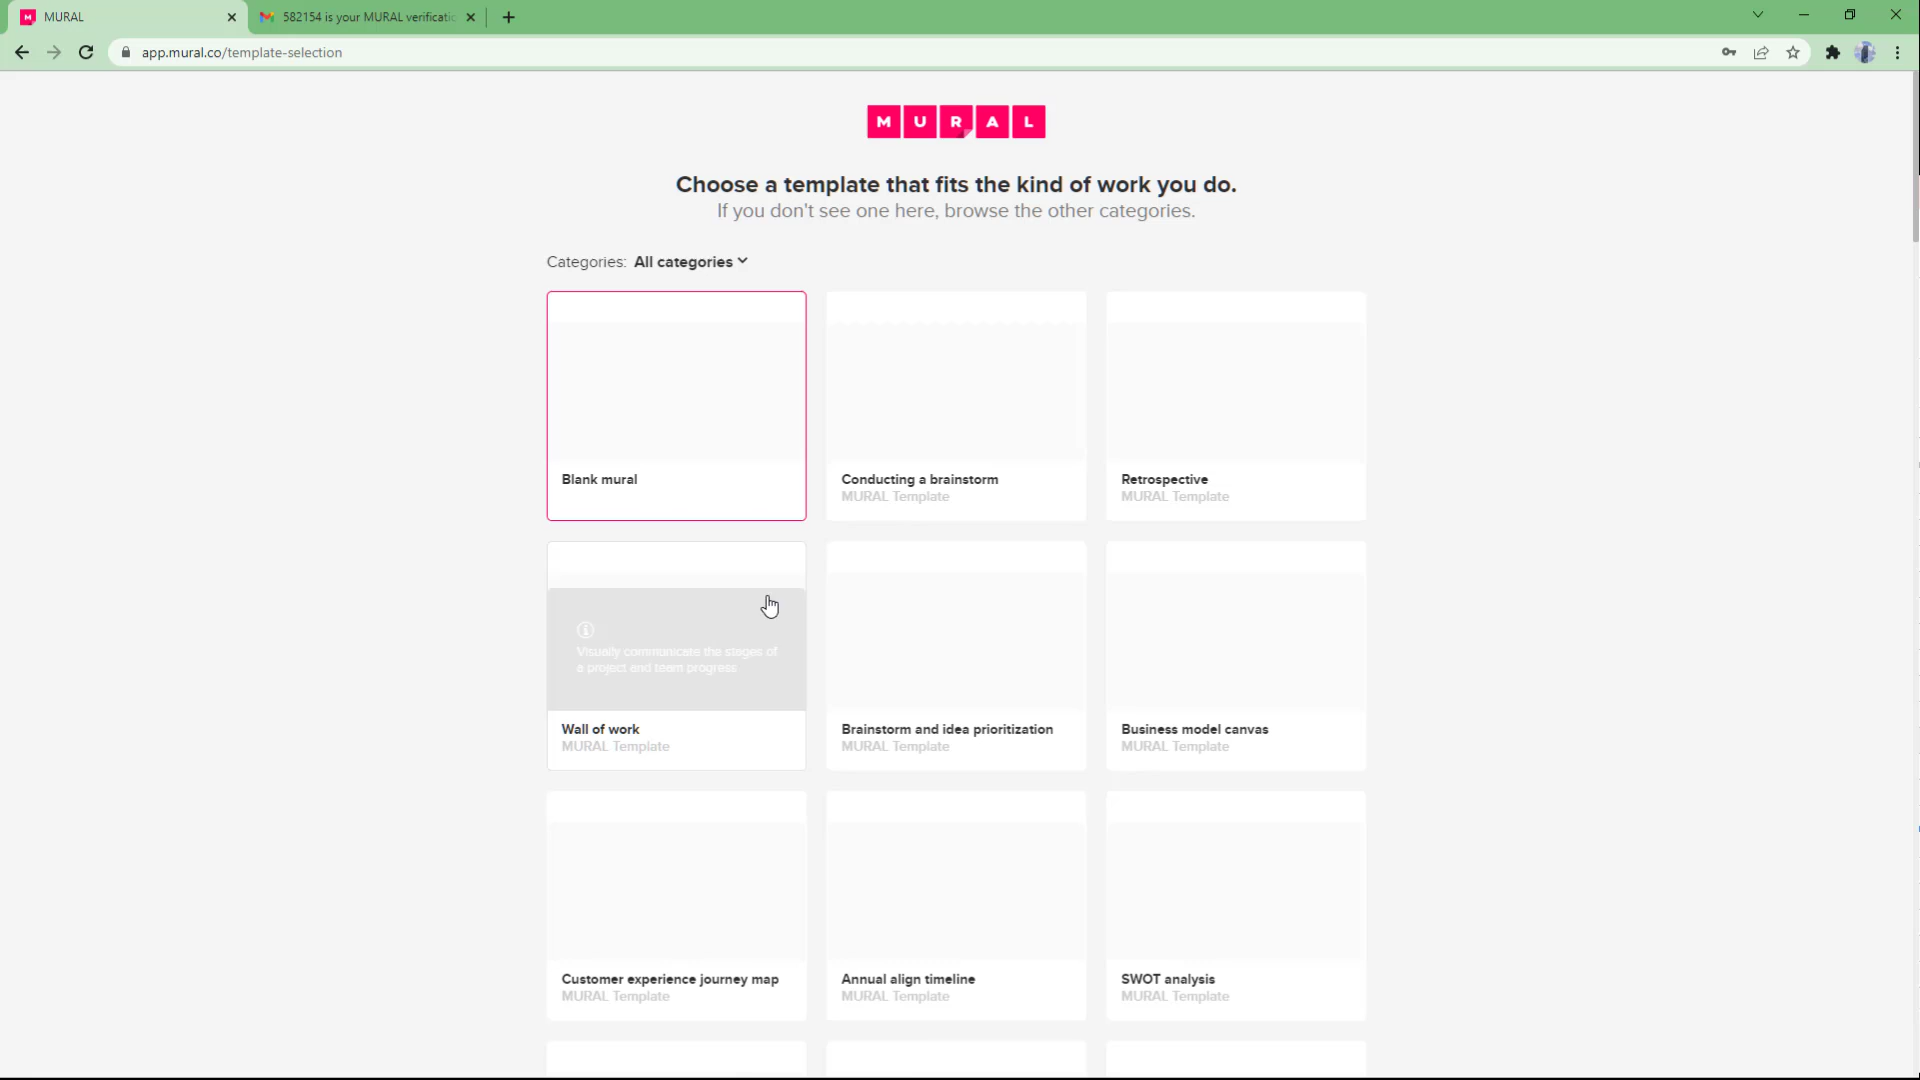 MURAL
582154 is your MURAL verificatio
app.mural.co/template-selection
MURAL
Choose a template that fits the kind of work you do.
If you don't see one here, browse the other categories.
Categories: All categories
Blank mural
Conducting a brainstorm
MURAL Template
Retrospective
MURAL Template
Visually communicate the stages of
a project and team progress.
Wall of work
MURAL Template
Brainstorm and idea prioritization
MURAL Template
Business model canvas
MURAL Template
Customer experience journey map
MURAL Template
Annual align timeline
MURAL Template
SWOT analysis
MURAL Template